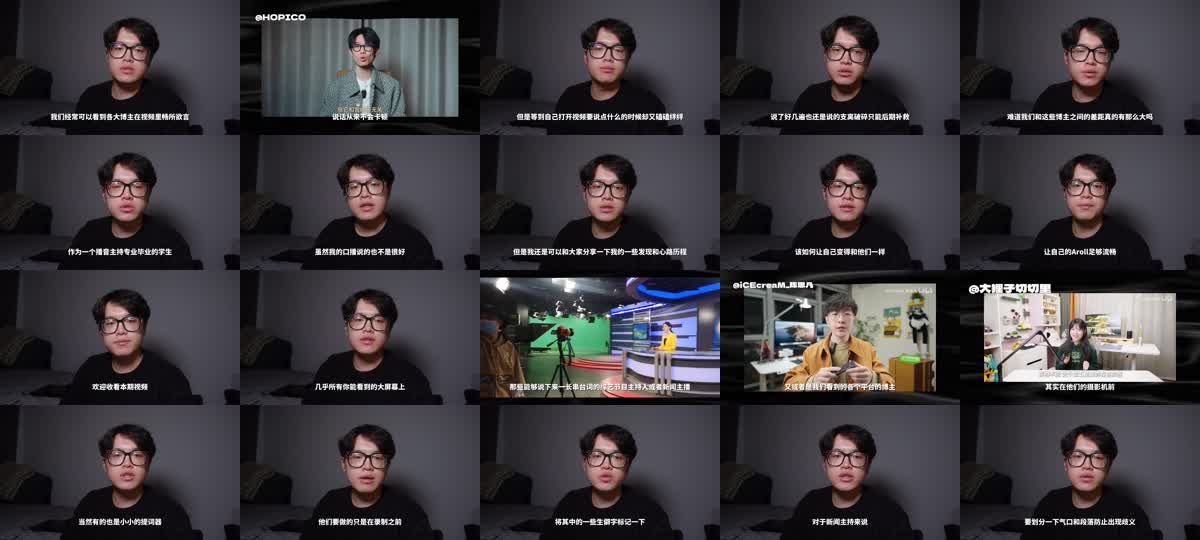 我们经常可以看到各大博主在视频里畅所欲言
@HOPICO
说话从来不会卡顿
但是等到自己打开视频要说点什么的时候却又磕磕绊绊
说了好几遍也还是说的支离破碎只能后期补救
难道我们和这些博主之间的差距真的有那么大吗
作为一个播音主持专业毕业的学生
虽然我的口播说的也不是很好
但是我还是可以和大家分享一下我的一些发现和心路历程
该如何让自己变得和他们一样
让自己的Aroll足够流畅
欢迎收看本期视频
几乎所有你能看到的大屏幕上
那些能够说下来一长串台词的综艺节目主持人或者新闻主播
@iCEcreaM_陈思凡
又或者是我们看到的各个平台的博主
@大狸子切切里
其实在他们的摄影机前
当然有的也是小小的提词器
他们要做的只是在录制之前
将其中的一些生僻字标记一下
对于新闻主持来说
要划分一下气口和段落防止出现歧义